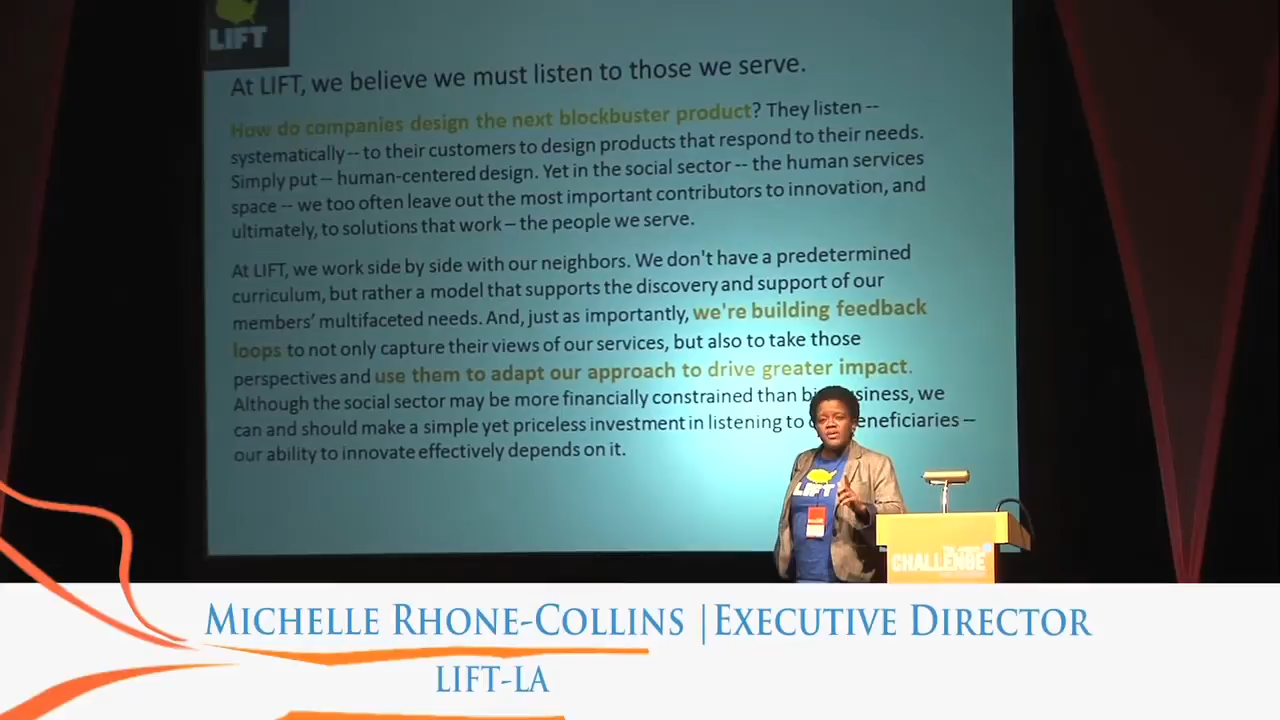 LIFT
At LIFT, we believe we must listen to those we serve.
How do companies design the next blockbuster product? They listen --
systematically -- to their customers to design products that respond to their needs.
Simply put -- human-centered design. Yet in the social sector -- the human services
space -- we too often leave out the most important contributors to innovation, and
ultimately, to solutions that work – the people we serve.
At LIFT, we work side by side with our neighbors. We don't have a predetermined
curriculum, but rather a model that supports the discovery and support of our
members’ multifaceted needs. And, just as importantly, we're building feedback
loops to not only capture their views of our services, but also to take those
perspectives and use them to adapt our approach to drive greater impact.
Although the social sector may be more financially constrained than business, we
can and should make a simple yet priceless investment in listening to beneficiaries –
our ability to innovate effectively depends on it.
LIFT
CHALLENGE
MICHELLE RHONE-COLLINS | EXECUTIVE DIRECTOR
LIFT-LA